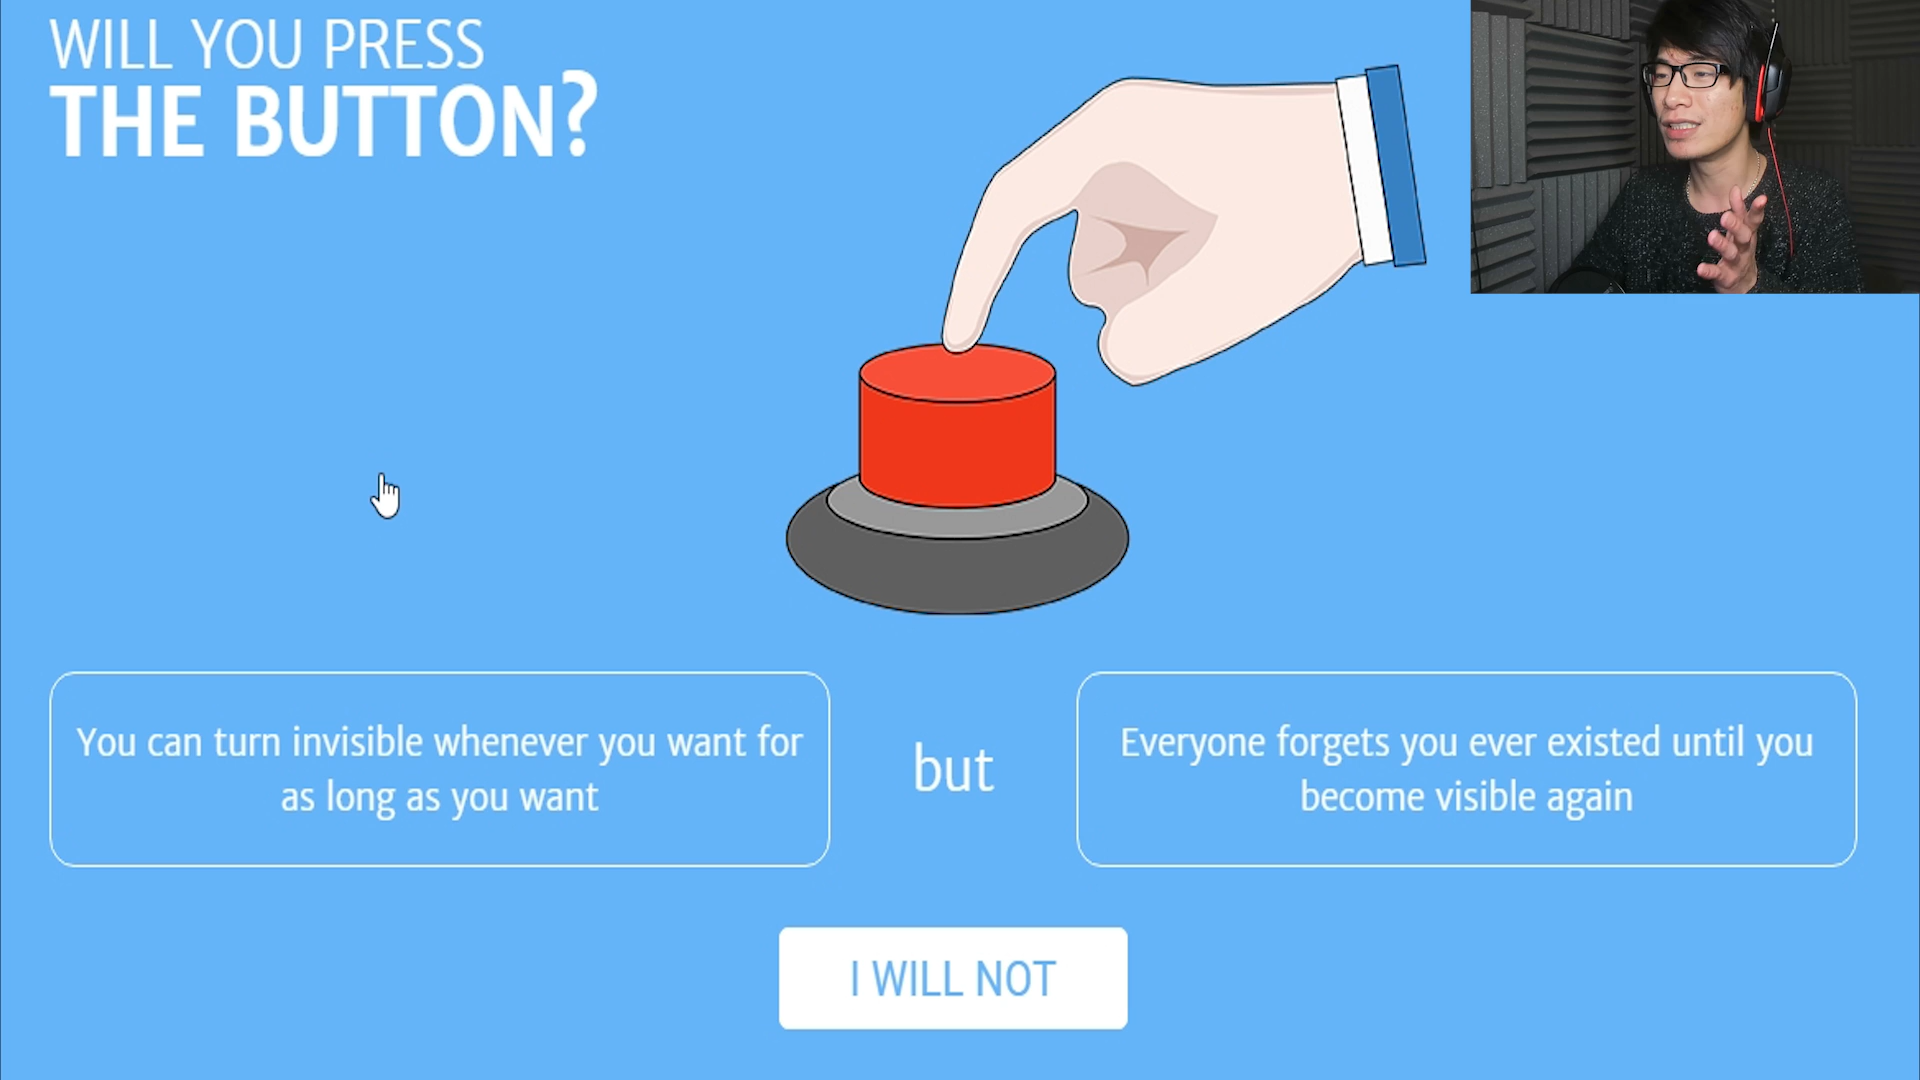 WILL YOU PRESS
THE BUTTON?
You can turn invisible whenever you want for
as long as you want
but
Everyone forgets you ever existed until you
become visible again
I WILL NOT